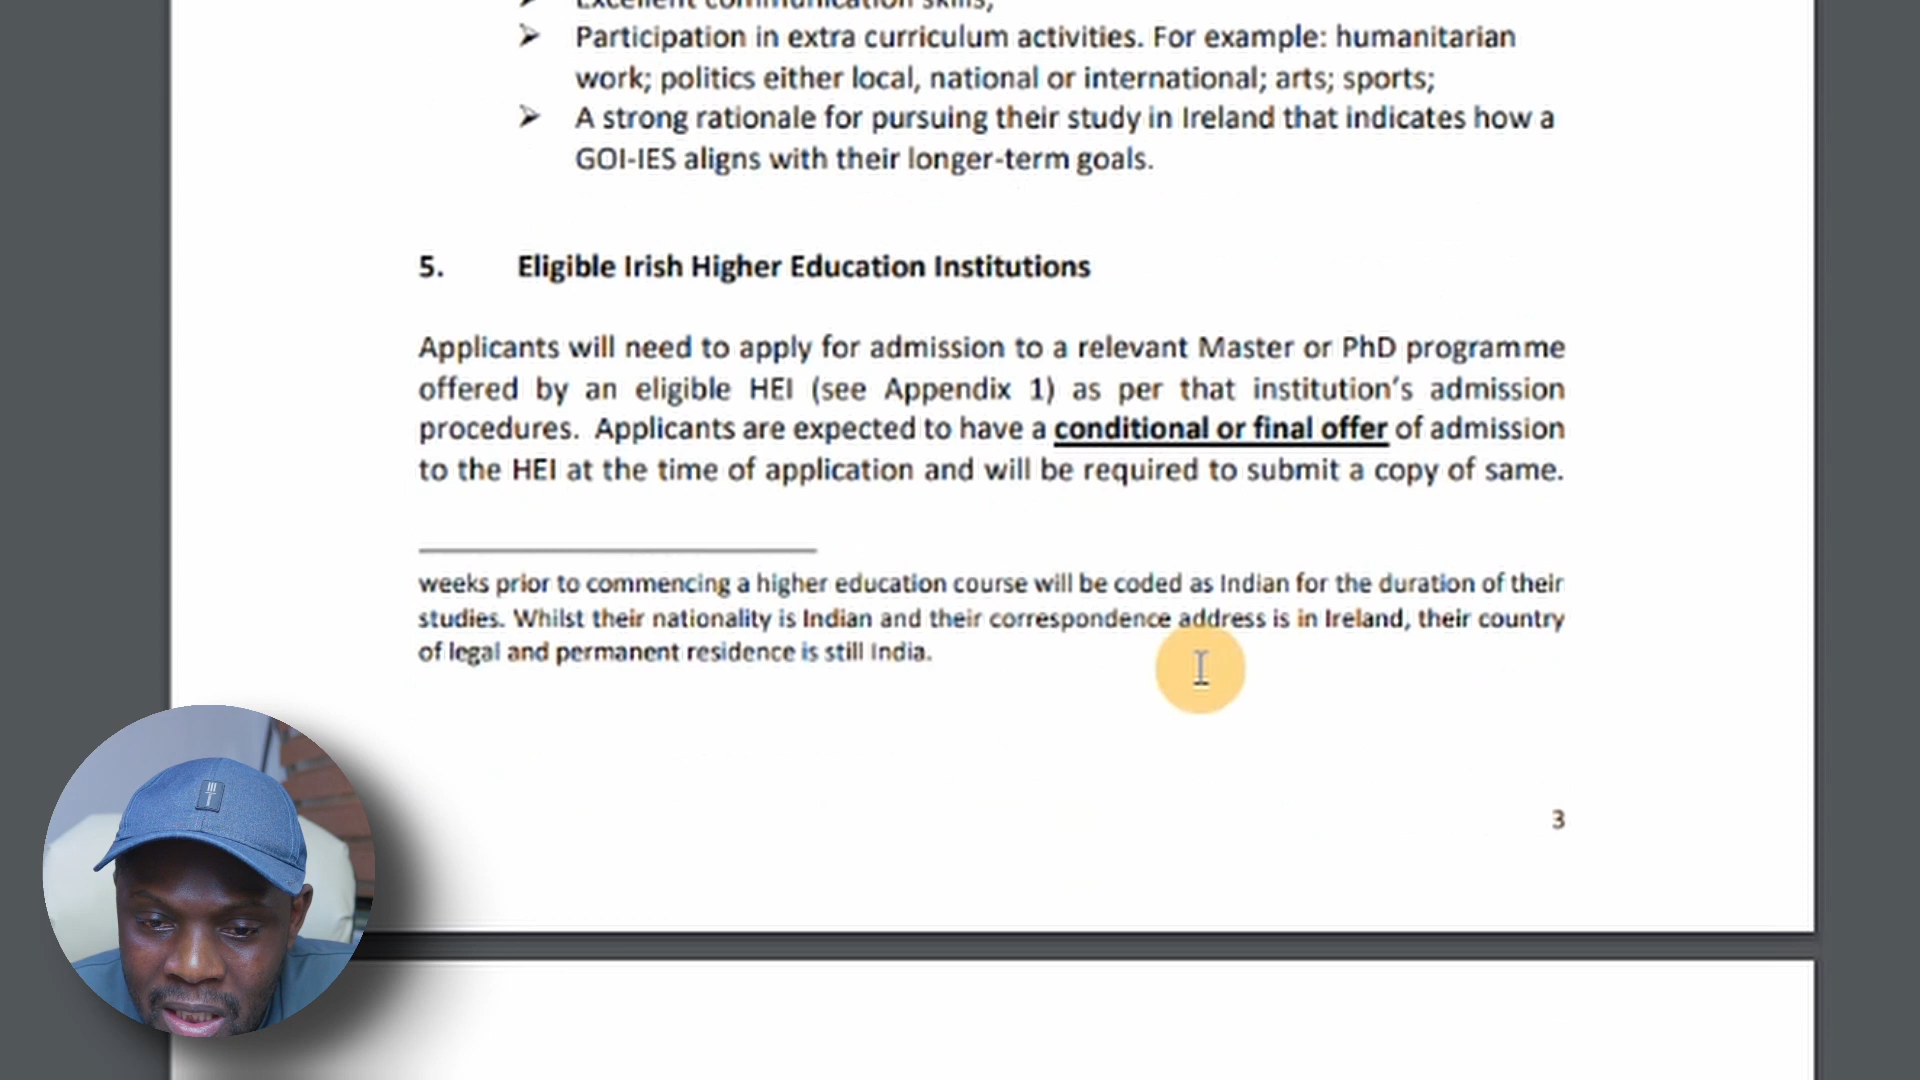 Excellent communication skills;
➢ Participation in extra curriculum activities. For example: humanitarian
work; politics either local, national or international; arts; sports;
➢ A strong rationale for pursuing their study in Ireland that indicates how a
GOI-IES aligns with their longer-term goals.
5. Eligible Irish Higher Education Institutions
Applicants will need to apply for admission to a relevant Master or PhD programme
offered by an eligible HEI (see Appendix 1) as per that institution's admission
procedures. Applicants are expected to have a conditional or final offer of admission
to the HEI at the time of application and will be required to submit a copy of same.
weeks prior to commencing a higher education course will be coded as Indian for the duration of their
studies. Whilst their nationality is Indian and their correspondence address is in Ireland, their country
of legal and permanent residence is still India.
3